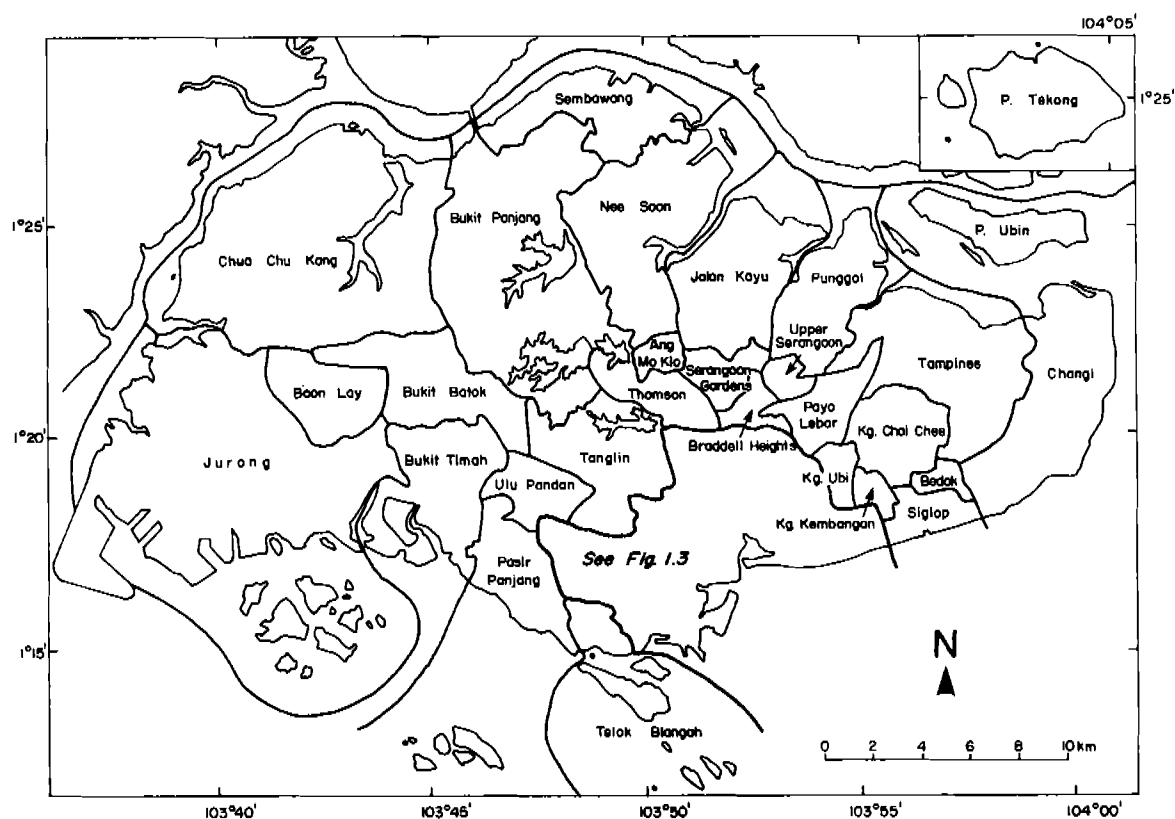 104°05'
Sembawang
P. Tekong
1°25'
1°25'
Bukit Panjang
Nee Soon
P. Ubin
Chua Chu Kang
Jalan Kayu
Punggol
Upper
Serangoon
Ang
Mo Kio
Serangoon
Gardens
Tampines
Changi
Boon Lay
Bukit Batok
Thomson
Payo
Lebar
Kg. Chai Chee
1°20'
Braddell Heights
Jurong
Bukit Timah
Tanglin
Ulu Pandan
Kg. Ubi
Bedok
Kg. Kembangan
Siglap
See Fig. 1.3
Pasir
Panjang
1°15'
N
Telok Blangah
0 2 4 6 8 10 km
103°40'
103°46'
103°50'
103°55'
104°00'